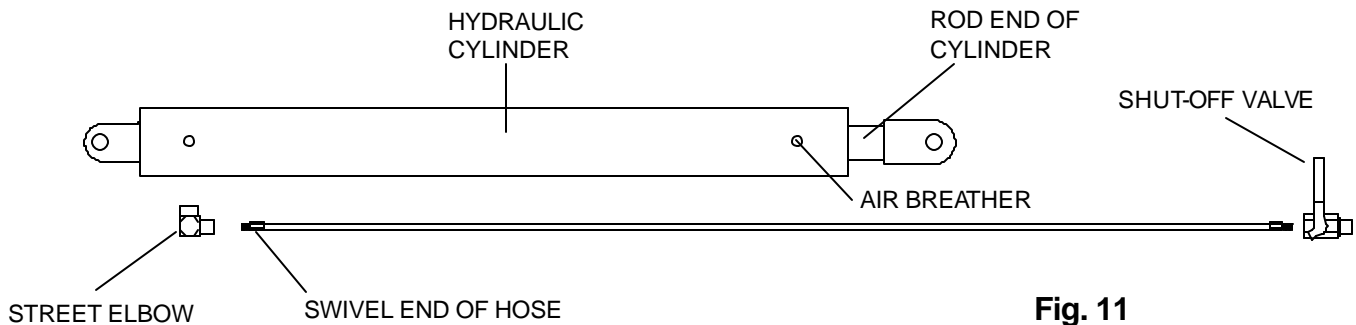 HYDRAULIC
CYLINDER
ROD END OF
CYLINDER
SHUT-OFF VALVE
AIR BREATHER
STREET ELBOW
SWIVEL END OF HOSE
Fig. 11